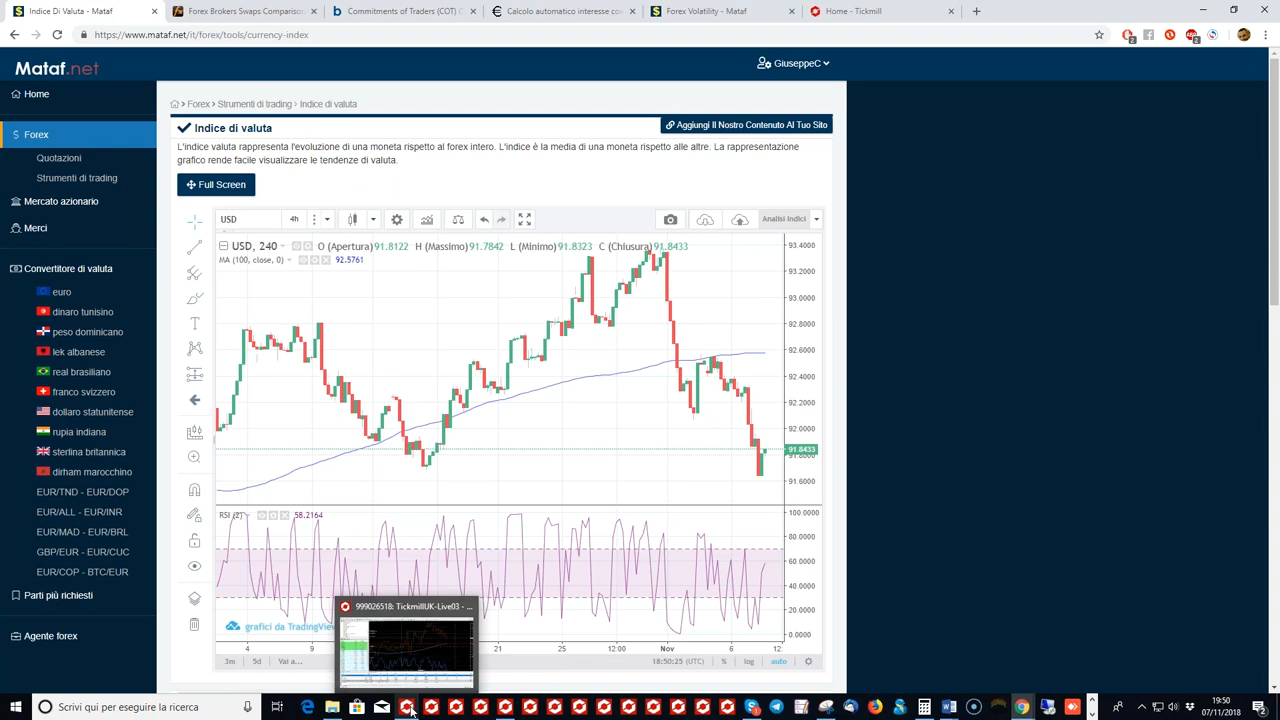 Indice Di Valuta - Mataf
Forex Brokers Swaps Comparison
Commitments of Traders (COT) C
Calcolo automatico interesse com
Forex Volatility - Mataf
Home - Tickmill
https://www.mataf.net/it/forex/tools/currency-index
2
2
Mataf.net
GiuseppeC
Home
Forex
Quotazioni
Strumenti di trading
Mercato azionario
Merci
Convertitore di valuta
euro
dinaro tunisino
peso dominicano
lek albanese
real brasiliano
franco svizzero
dollaro statunitense
rupia indiana
sterlina britannica
dirham marocchino
EUR/TND - EUR/DOP
EUR/ALL - EUR/INR
EUR/MAD - EUR/BRL
GBP/EUR - EUR/CUC
EUR/COP - BTC/EUR
Parti più richiesti
Agente forex
> Forex > Strumenti di trading > Indice di valuta
Indice di valuta
Aggiungi Il Nostro Contenuto Al Tuo Sito
L'indice valuta rappresenta l'evoluzione di una moneta rispetto al forex intero. L'indice è la media di una moneta rispetto alle altre. La rappresentazione
grafico rende facile visualizzare le tendenze di valuta.
Full Screen
USD
4h
Analisi Indici
USD, 240
O (Apertura)91.8122 H (Massimo)91.7842 L (Minimo)91.8323 C (Chiusura)91.8433
MA (100, close, 0)
92.5761
93.4000
93.2000
93.0000
92.8000
92.6000
92.4000
92.2000
92.0000
91.8433
91.8000
91.6000
RSI (2)
58.2164
100.0000
80.0000
60.0000
40.0000
30.0000
20.0000
0.0000
grafici da TradingView
4
9
21
25
12:00
Nov
6
12:
3m
5d
Vai a...
18:50:25 (UTC)
%
log
auto
999026518: TickmillUK-Live03 - ...
Scrivi qui per eseguire la ricerca
19:50
07/11/2018
2